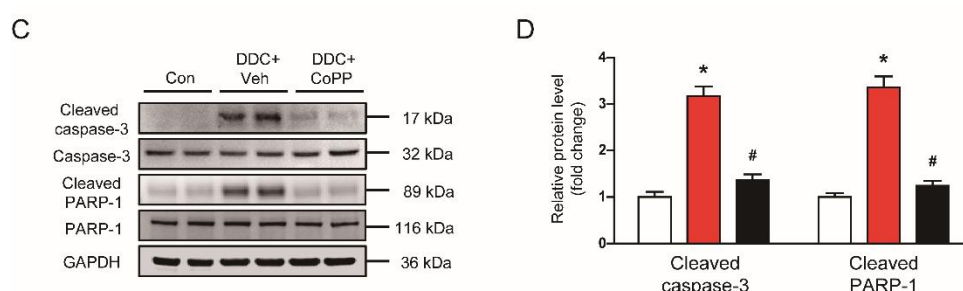 C
DDC+ DDC+
Con Veh CoPP
Cleaved
caspase-3 17 kDa
Caspase-3 32 kDa
Cleaved
PARP-1 89 kDa
PARP-1 116 kDa
GAPDH 36 kDa
D
Relative protein level
(fold change)
4
3
2
1
0
* # * #
Cleaved
caspase-3
Cleaved
PARP-1